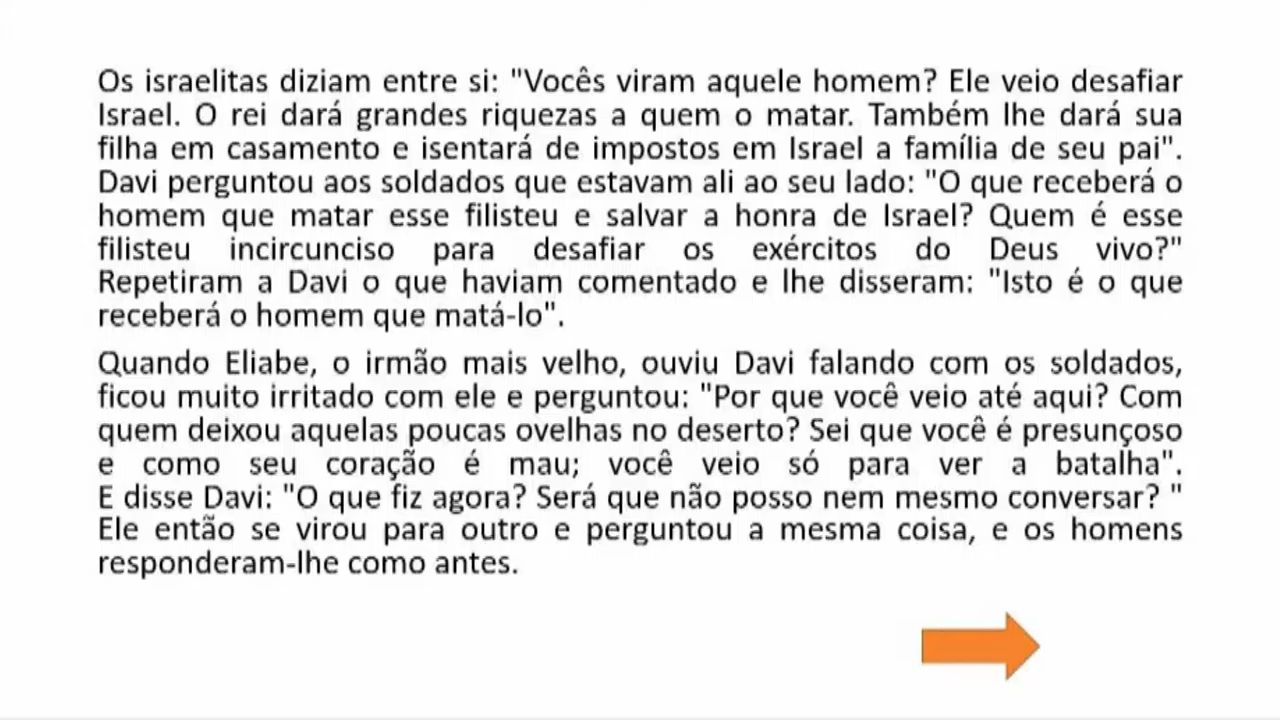 Os israelitas diziam entre si: "Vocês viram aquele homem? Ele veio desafiar
Israel. O rei dará grandes riquezas a quem o matar. Também lhe dará sua
filha em casamento e isentará de impostos em Israel a família de seu pai".
Davi perguntou aos soldados que estavam ali ao seu lado: "O que receberá o
homem que matar esse filisteu e salvar a honra de Israel? Quem é esse
filisteu incircunciso para desafiar os exércitos do Deus vivo?"
Repetiram a Davi o que haviam comentado e lhe disseram: "Isto é o que
receberá o homem que matá-lo".
Quando Eliabe, o irmão mais velho, ouviu Davi falando com os soldados,
ficou muito irritado com ele e perguntou: "Por que você veio até aqui? Com
quem deixou aquelas poucas ovelhas no deserto? Sei que você é presunçoso
e como seu coração é mau; você veio só para ver a batalha".
E disse Davi: "O que fiz agora? Será que não posso nem mesmo conversar? "
Ele então se virou para outro e perguntou a mesma coisa, e os homens
responderam-lhe como antes.